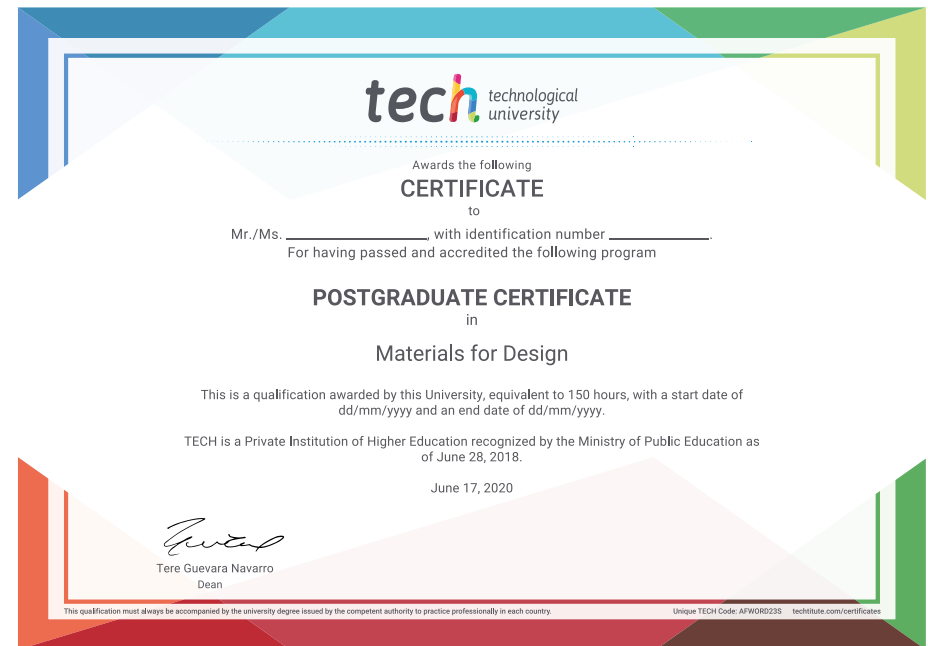 tech technological
university
Awards the following
CERTIFICATE
to
Mr./Ms. ____________________, with identification number ______________.
For having passed and accredited the following program
POSTGRADUATE CERTIFICATE
in
Materials for Design
This is a qualification awarded by this University, equivalent to 150 hours, with a start date of
dd/mm/yyyy and an end date of dd/mm/yyyy.
TECH is a Private Institution of Higher Education recognized by the Ministry of Public Education as
of June 28, 2018.
June 17, 2020
Tere Guevara Navarro
Dean
This qualification must always be accompanied by the university degree issued by the competent authority to practice professionally in each country.
Unique TECH Code: AFWORD23S techtitute.com/certificates